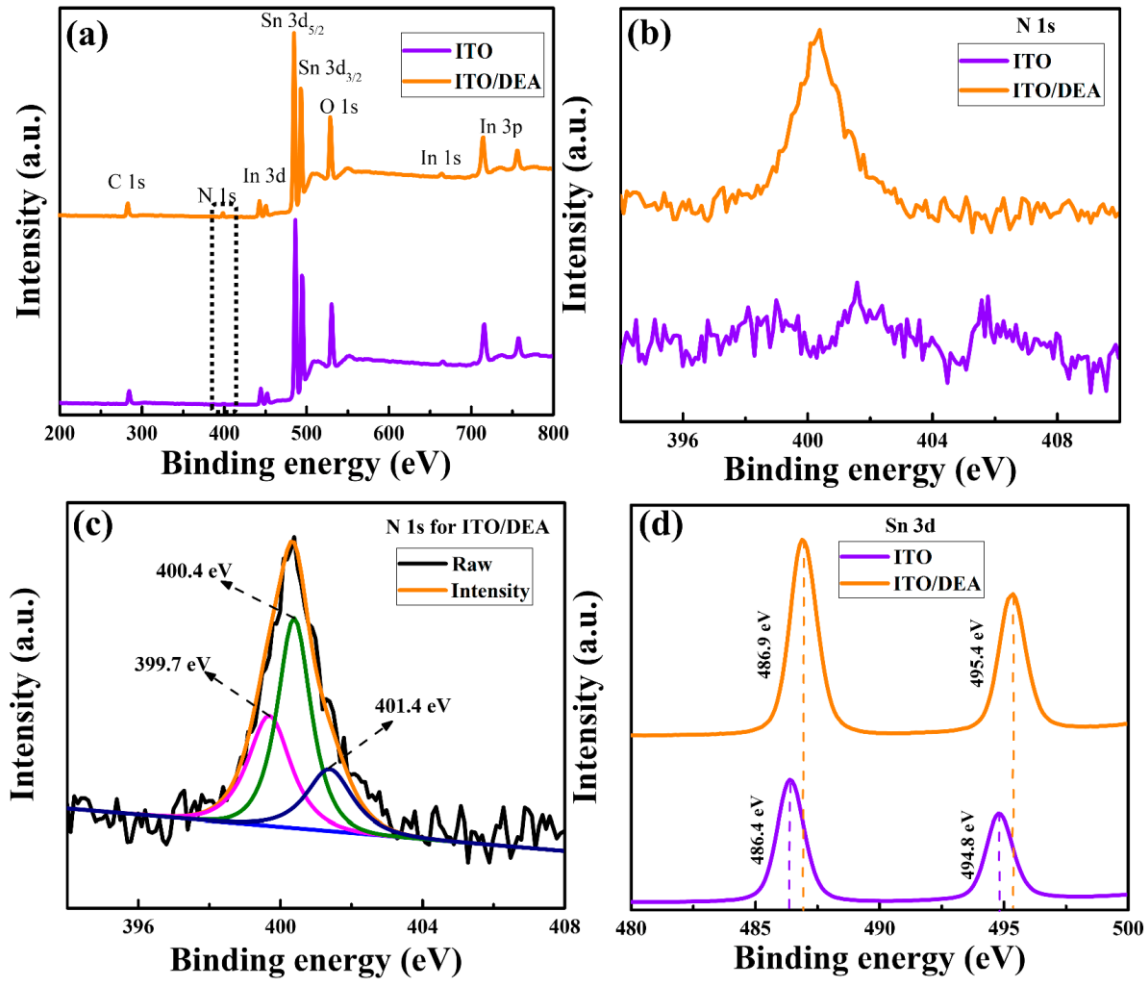 (a)
Sn 3d5/2
Sn 3d3/2
O 1s
ITO
ITO/DEA
In 3p
In 1s
In 3d
N 1s
C 1s
Intensity (a.u.)
200 300 400 500 600 700 800
Binding energy (eV)
(b)
N 1s
ITO
ITO/DEA
Intensity (a.u.)
396 400 404 408
Binding energy (eV)
(c)
N 1s for ITO/DEA
Raw
Intensity
400.4 eV
399.7 eV
401.4 eV
Intensity (a.u.)
396 400 404 408
Binding energy (eV)
(d)
Sn 3d
ITO
ITO/DEA
486.9 eV
495.4 eV
486.4 eV
494.8 eV
Intensity (a.u.)
480 485 490 495 500
Binding energy (eV)